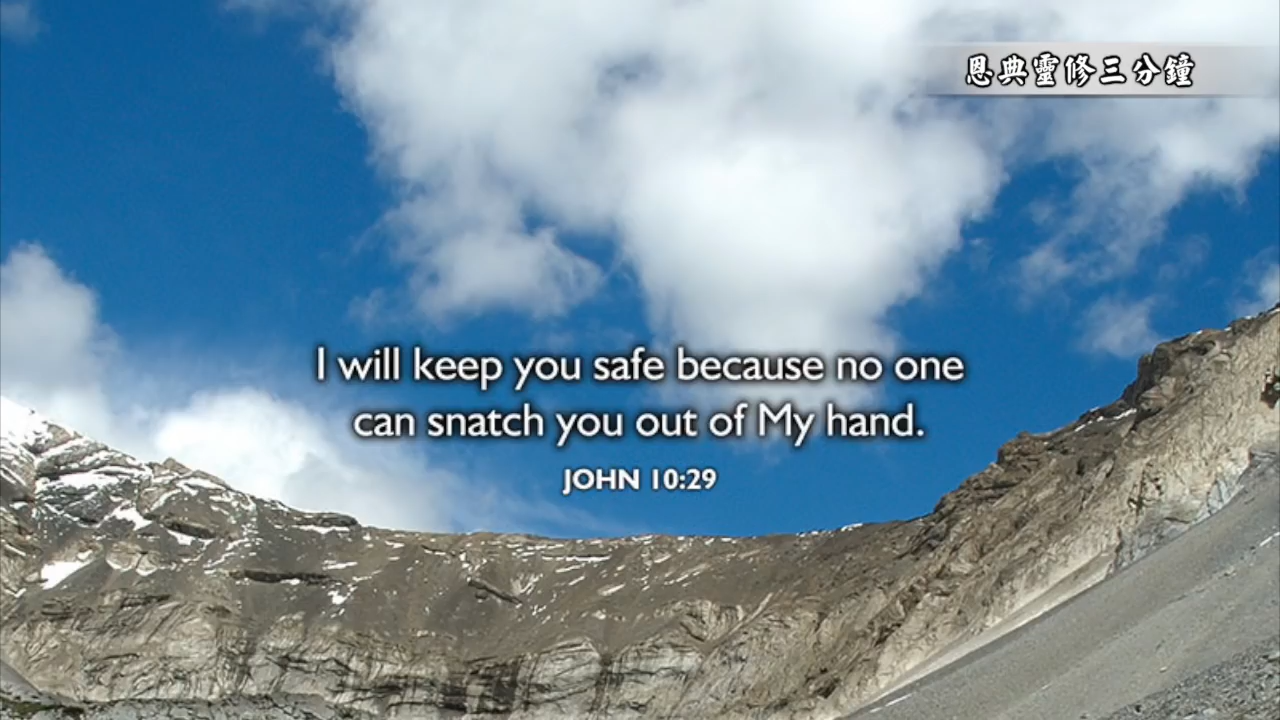 恩典靈修三分鐘
I will keep you safe because no one
can snatch you out of My hand.
JOHN 10:29